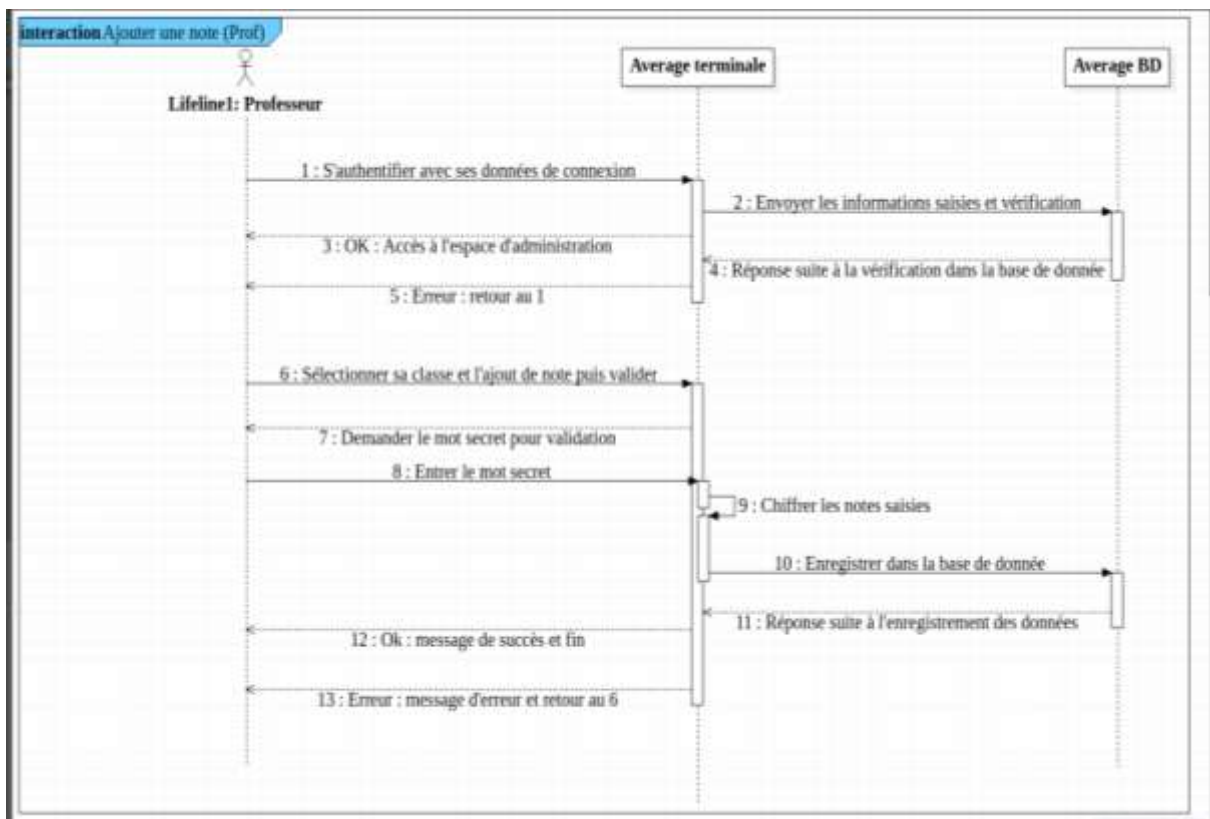 interaction Ajouter une note (Prof)
Average terminale
Average BD
Lifeline1: Professeur
1 : S'authentifier avec ses données de connexion
2 : Envoyer les informations saisies et vérification
3 : OK : Accès à l'espace d'administration
4 : Réponse suite à la vérification dans la base de donnée
5 : Erreur : retour au 1
6 : Sélectionner sa classe et l'ajout de note puis valider
7 : Demander le mot secret pour validation
8 : Entrer le mot secret
9 : Chiffrer les notes saisies
10 : Enregistrer dans la base de donnée
11 : Réponse suite à l'enregistrement des données
12 : Ok : message de succès et fin
13 : Erreur : message d'erreur et retour au 6